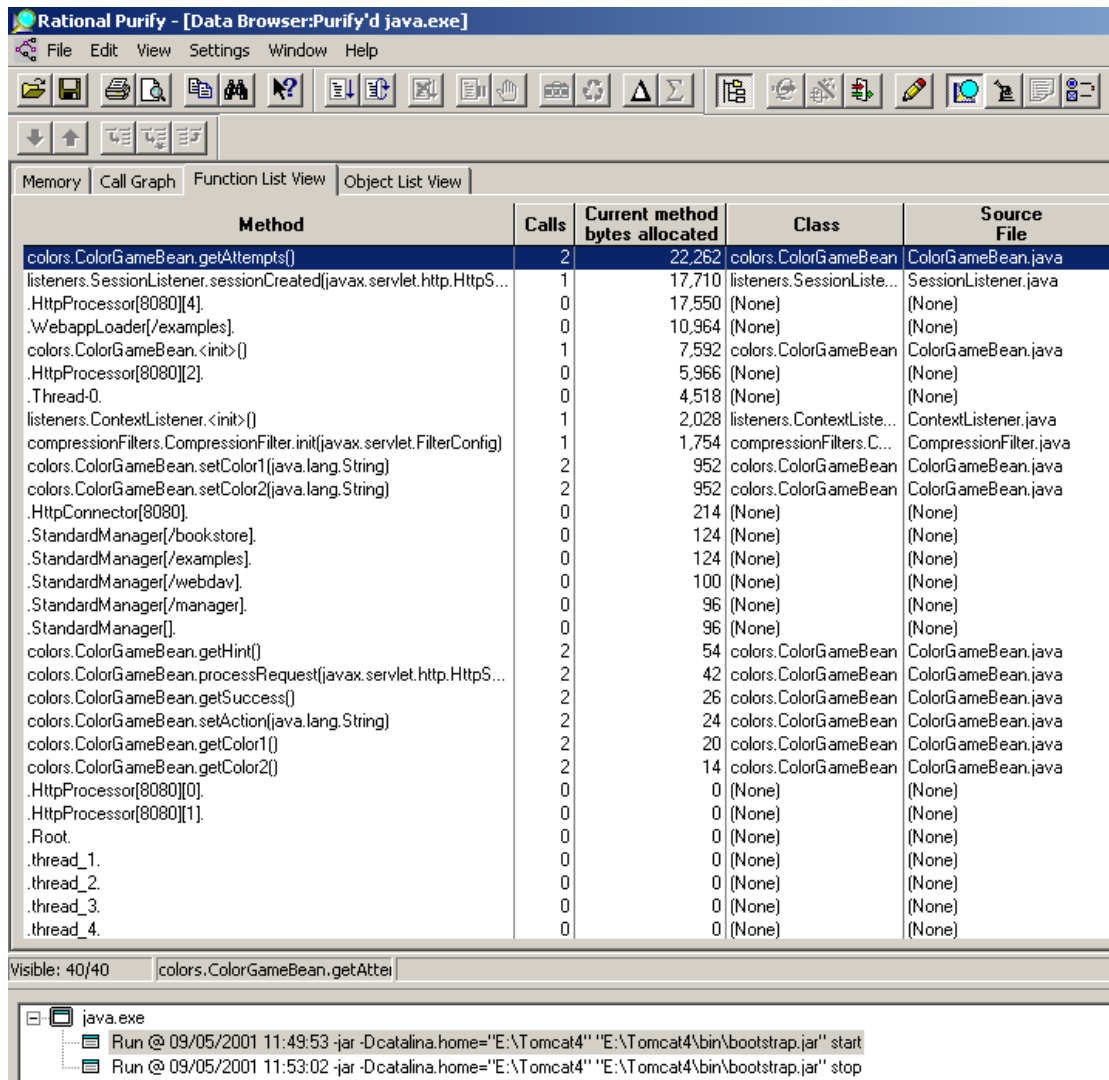 Rational Purify - [Data Browser:Purify'd java.exe]
File Edit View Settings Window Help
Memory Call Graph Function List View Object List View
Method Calls Current method bytes allocated Class Source File
colors.ColorGameBean.getAttempts() 2 22,262 colors.ColorGameBean ColorGameBean.java
listeners.SessionListener.sessionCreated(javax.servlet.http.HttpS... 1 17,710 listeners.SessionListe... SessionListener.java
.HttpProcessor[8080][4]. 0 17,550 (None) (None)
.WebappLoader[/examples]. 0 10,964 (None) (None)
colors.ColorGameBean.<init>() 1 7,592 colors.ColorGameBean ColorGameBean.java
.HttpProcessor[8080][2]. 0 5,966 (None) (None)
.Thread-0. 0 4,518 (None) (None)
listeners.ContextListener.<init>() 1 2,028 listeners.ContextListe... ContextListener.java
compressionFilters.CompressionFilter.init(javax.servlet.FilterConfig) 1 1,754 compressionFilters.C... CompressionFilter.java
colors.ColorGameBean.setColor1(java.lang.String) 2 952 colors.ColorGameBean ColorGameBean.java
colors.ColorGameBean.setColor2(java.lang.String) 2 952 colors.ColorGameBean ColorGameBean.java
.HttpConnector[8080]. 0 214 (None) (None)
.StandardManager[/bookstore]. 0 124 (None) (None)
.StandardManager[/examples]. 0 124 (None) (None)
.StandardManager[/webdav]. 0 100 (None) (None)
.StandardManager[/manager]. 0 96 (None) (None)
.StandardManager[]. 0 96 (None) (None)
colors.ColorGameBean.getHint() 2 54 colors.ColorGameBean ColorGameBean.java
colors.ColorGameBean.processRequest(javax.servlet.http.HttpS... 2 42 colors.ColorGameBean ColorGameBean.java
colors.ColorGameBean.getSuccess() 2 26 colors.ColorGameBean ColorGameBean.java
colors.ColorGameBean.setAction(java.lang.String) 2 24 colors.ColorGameBean ColorGameBean.java
colors.ColorGameBean.getColor1() 2 20 colors.ColorGameBean ColorGameBean.java
colors.ColorGameBean.getColor2() 2 14 colors.ColorGameBean ColorGameBean.java
.HttpProcessor[8080][0]. 0 0 (None) (None)
.HttpProcessor[8080][1]. 0 0 (None) (None)
.Root. 0 0 (None) (None)
.thread_1. 0 0 (None) (None)
.thread_2. 0 0 (None) (None)
.thread_3. 0 0 (None) (None)
.thread_4. 0 0 (None) (None)
Visible: 40/40 colors.ColorGameBean.getAtte
java.exe
Run @ 09/05/2001 11:49:53 -jar -Dcatalina.home="E:\Tomcat4" "E:\Tomcat4\bin\bootstrap.jar" start
Run @ 09/05/2001 11:53:02 -jar -Dcatalina.home="E:\Tomcat4" "E:\Tomcat4\bin\bootstrap.jar" stop